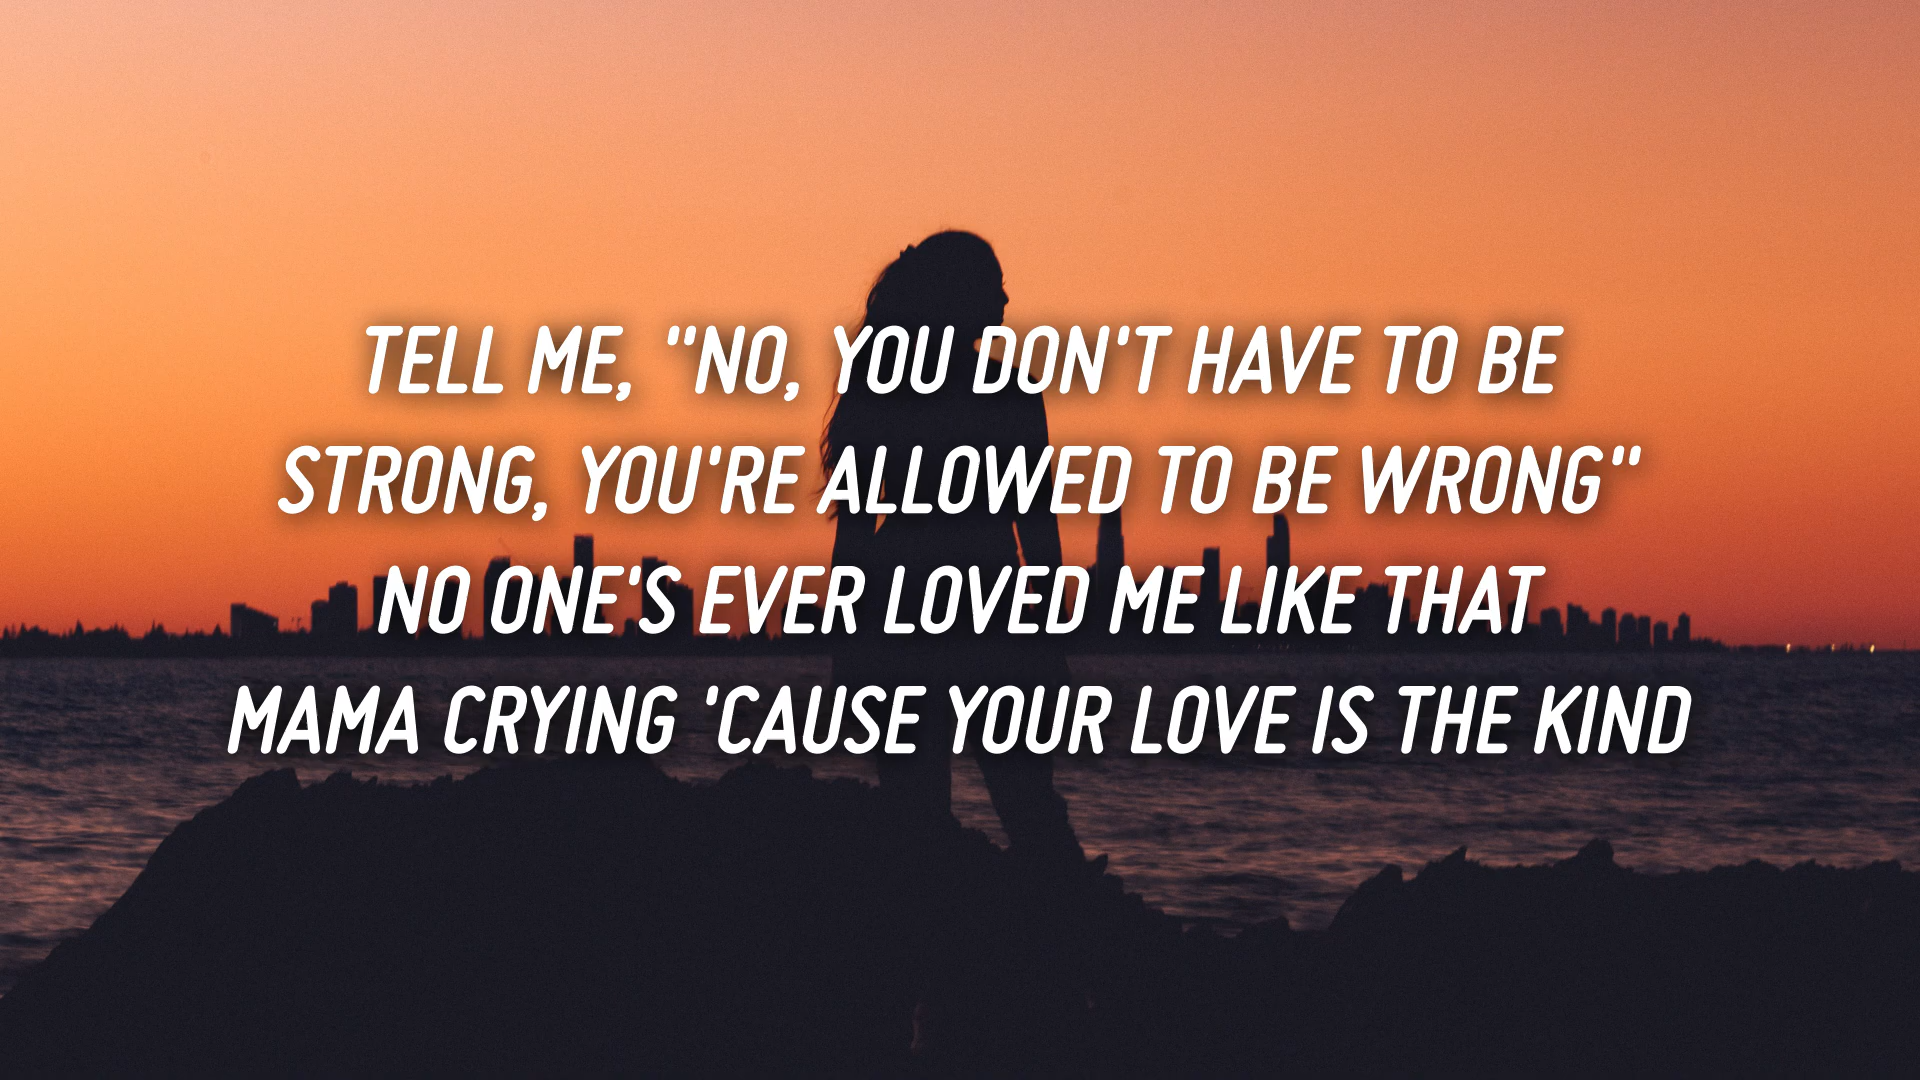 TELL ME, "NO, YOU DON'T HAVE TO BE
STRONG, YOU'RE ALLOWED TO BE WRONG"
NO ONE'S EVER LOVED ME LIKE THAT
MAMA CRYING 'CAUSE YOUR LOVE IS THE KIND